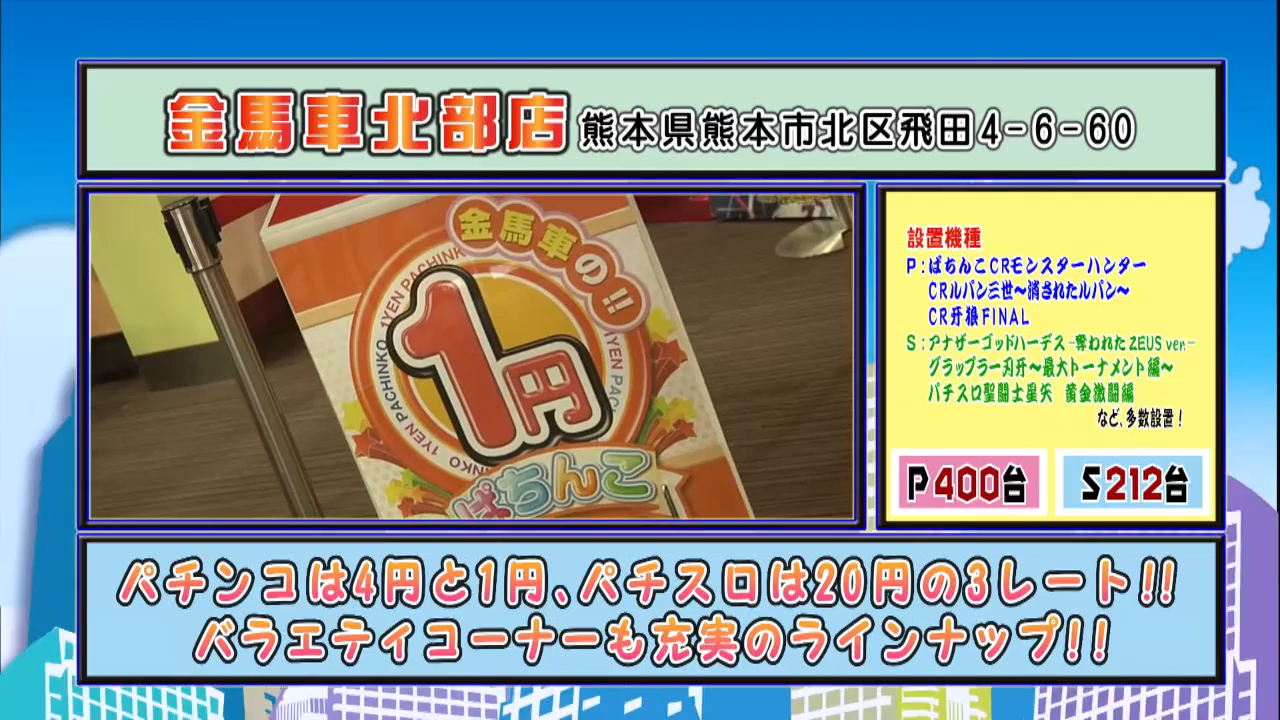 金馬車北部店 熊本県熊本市北区飛田4-6-60
金馬車の!!
1YEN PACHINKO
1円
ぱちんこ
設置機種
P:ぱちんこCRモンスターハンター
CRルパン三世～消されたルパン～
CR牙狼FINAL
S:アナザーゴッドハーデス-奪われたZEUS ver.-
グラップラー刃牙～最大トーナメント編～
パチスロ聖闘士星矢 黄金激闘編
など、多数設置!
P400台 S212台
パチンコは4円と1円、パチスロは20円の3レート!!
バラエティコーナーも充実のラインナップ!!